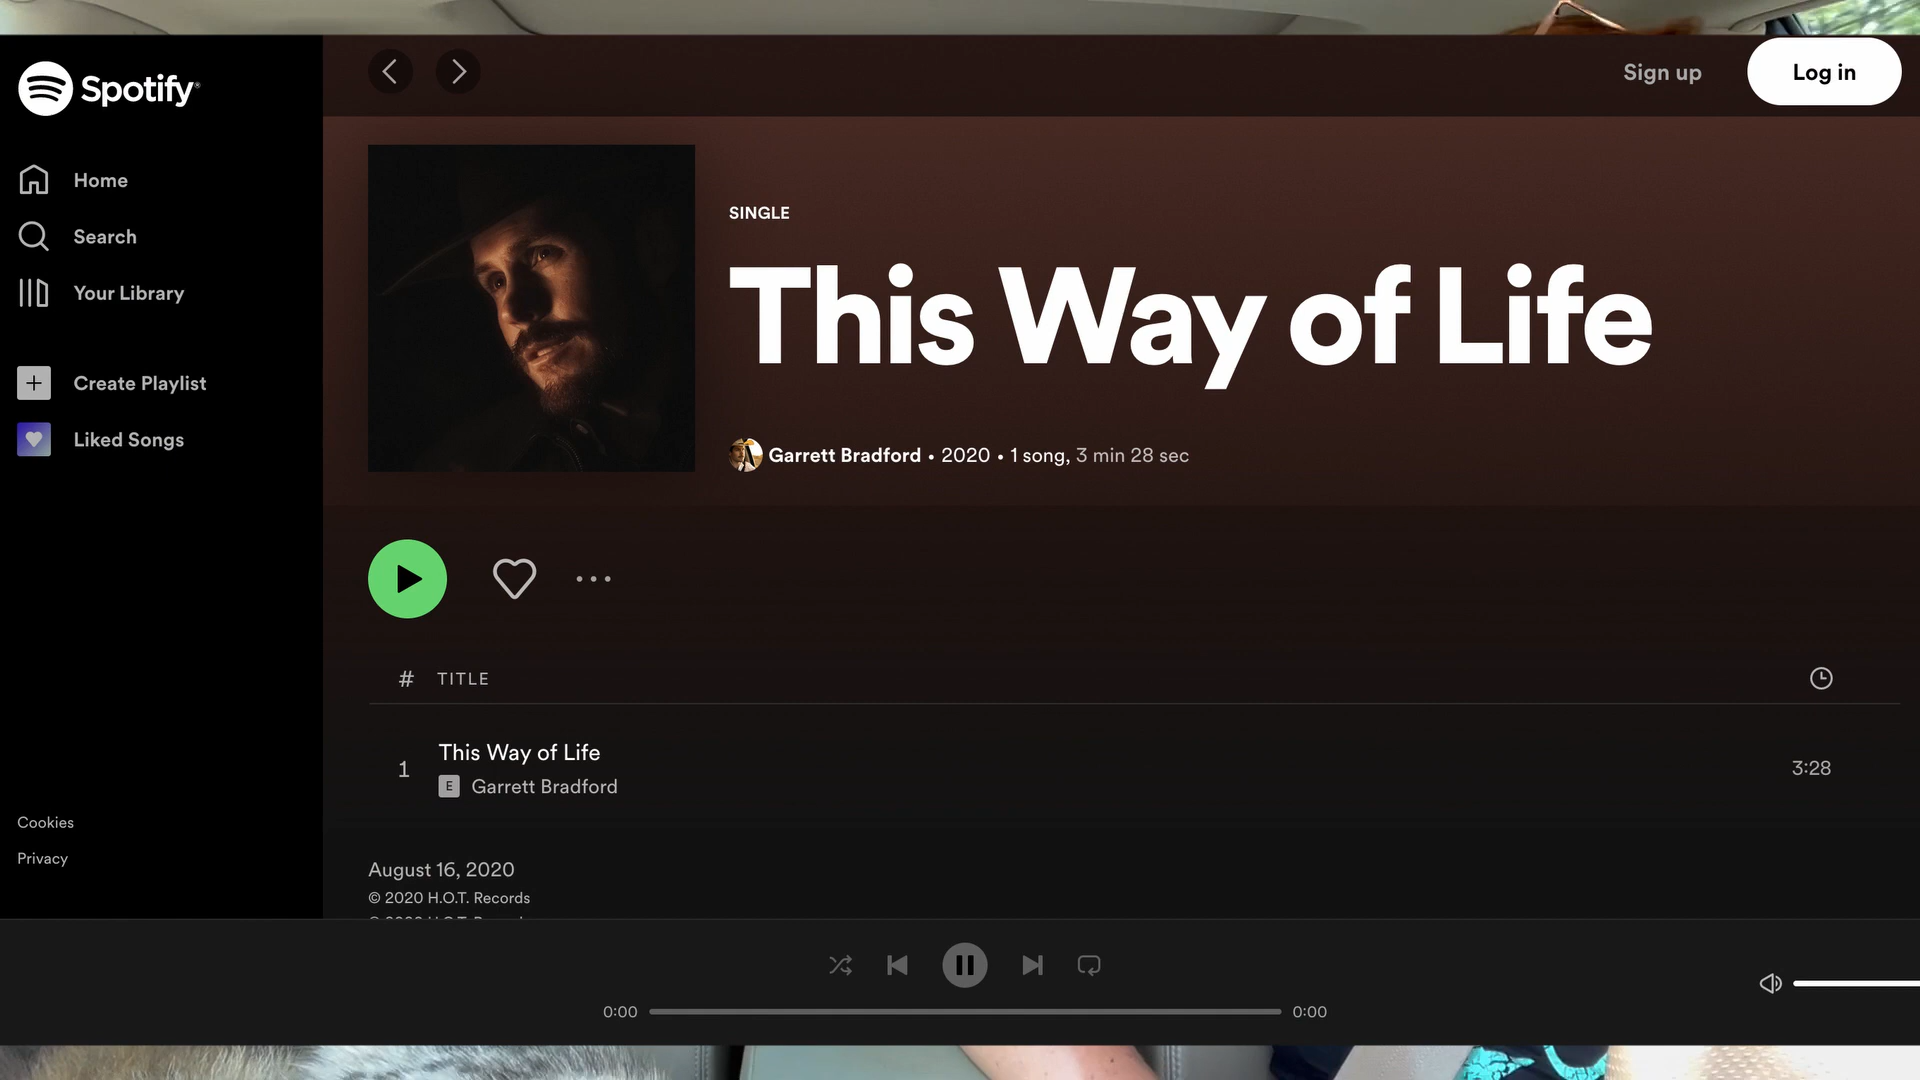 Spotify
Home
Search
Your Library
Create Playlist
Liked Songs
Cookies
Privacy
Sign up
Log in
SINGLE
This Way of Life
Garrett Bradford • 2020 • 1 song, 3 min 28 sec
# TITLE
1 This Way of Life 3:28
E Garrett Bradford
August 16, 2020
© 2020 H.O.T. Records
0:00 0:00